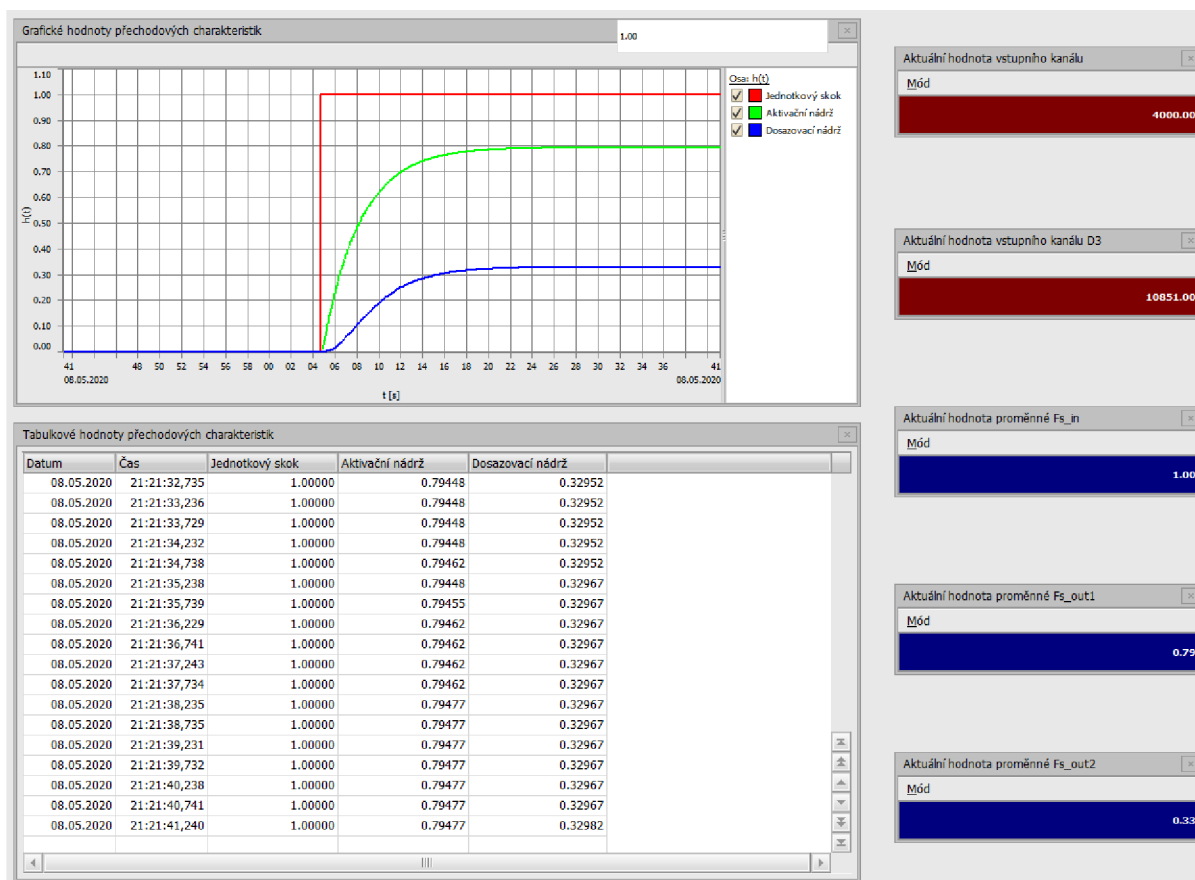 Grafické hodnoty přechodových charakteristik
1.00
1.10
1.00
0.90
0.80
0.70
0.60
0.50
0.40
0.30
0.20
0.10
0.00
h(t)
41 48 50 52 54 56 58 00 02 04 06 08 10 12 14 16 18 20 22 24 26 28 30 32 34 36 41
08.05.2020 08.05.2020
t [s]
Osa: h(t)
Jednotkový skok
Aktivační nádrž
Dosazovací nádrž
Tabulkové hodnoty přechodových charakteristik
Datum Čas Jednotkový skok Aktivační nádrž Dosazovací nádrž
08.05.2020 21:21:32,735 1.00000 0.79448 0.32952
08.05.2020 21:21:33,236 1.00000 0.79448 0.32952
08.05.2020 21:21:33,729 1.00000 0.79448 0.32952
08.05.2020 21:21:34,232 1.00000 0.79448 0.32952
08.05.2020 21:21:34,738 1.00000 0.79462 0.32952
08.05.2020 21:21:35,238 1.00000 0.79448 0.32967
08.05.2020 21:21:35,739 1.00000 0.79455 0.32967
08.05.2020 21:21:36,229 1.00000 0.79462 0.32967
08.05.2020 21:21:36,741 1.00000 0.79462 0.32967
08.05.2020 21:21:37,243 1.00000 0.79462 0.32967
08.05.2020 21:21:37,734 1.00000 0.79462 0.32967
08.05.2020 21:21:38,235 1.00000 0.79477 0.32967
08.05.2020 21:21:38,735 1.00000 0.79477 0.32967
08.05.2020 21:21:39,231 1.00000 0.79477 0.32967
08.05.2020 21:21:39,732 1.00000 0.79477 0.32967
08.05.2020 21:21:40,238 1.00000 0.79477 0.32967
08.05.2020 21:21:40,741 1.00000 0.79477 0.32967
08.05.2020 21:21:41,240 1.00000 0.79477 0.32982
Aktuální hodnota vstupního kanálu
Mód
4000.00
Aktuální hodnota vstupního kanálu D3
Mód
10851.00
Aktuální hodnota proměnné Fs_in
Mód
1.00
Aktuální hodnota proměnné Fs_out1
Mód
0.79
Aktuální hodnota proměnné Fs_out2
Mód
0.33